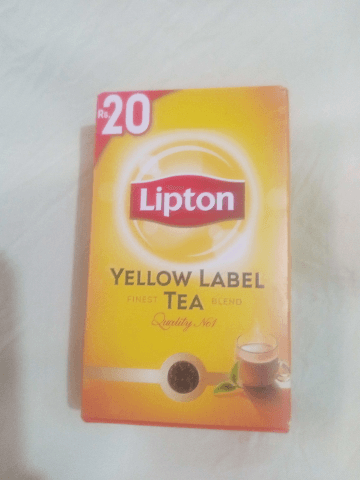 Rs.20
Lipton
YELLOW LABEL
FINEST TEA BLEND
Quality No1